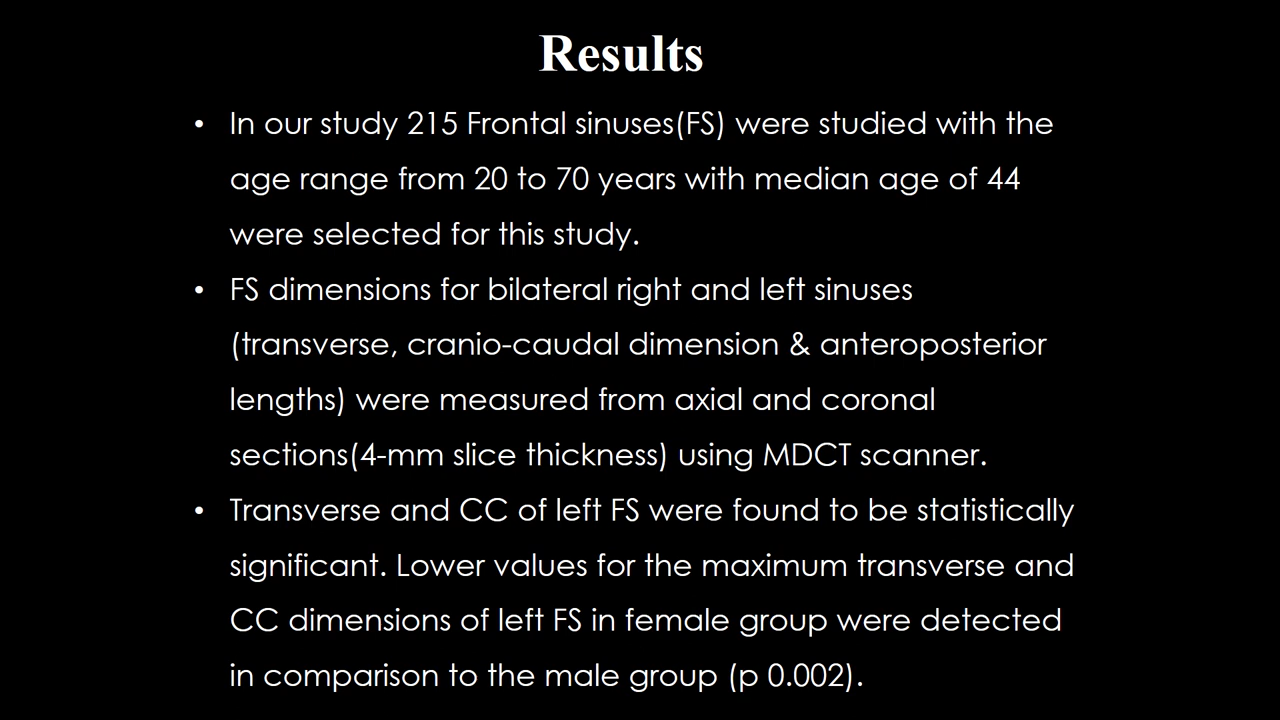 Results
• In our study 215 Frontal sinuses(FS) were studied with the
age range from 20 to 70 years with median age of 44
were selected for this study.
• FS dimensions for bilateral right and left sinuses
(transverse, cranio-caudal dimension & anteroposterior
lengths) were measured from axial and coronal
sections(4-mm slice thickness) using MDCT scanner.
• Transverse and CC of left FS were found to be statistically
significant. Lower values for the maximum transverse and
CC dimensions of left FS in female group were detected
in comparison to the male group (p 0.002).